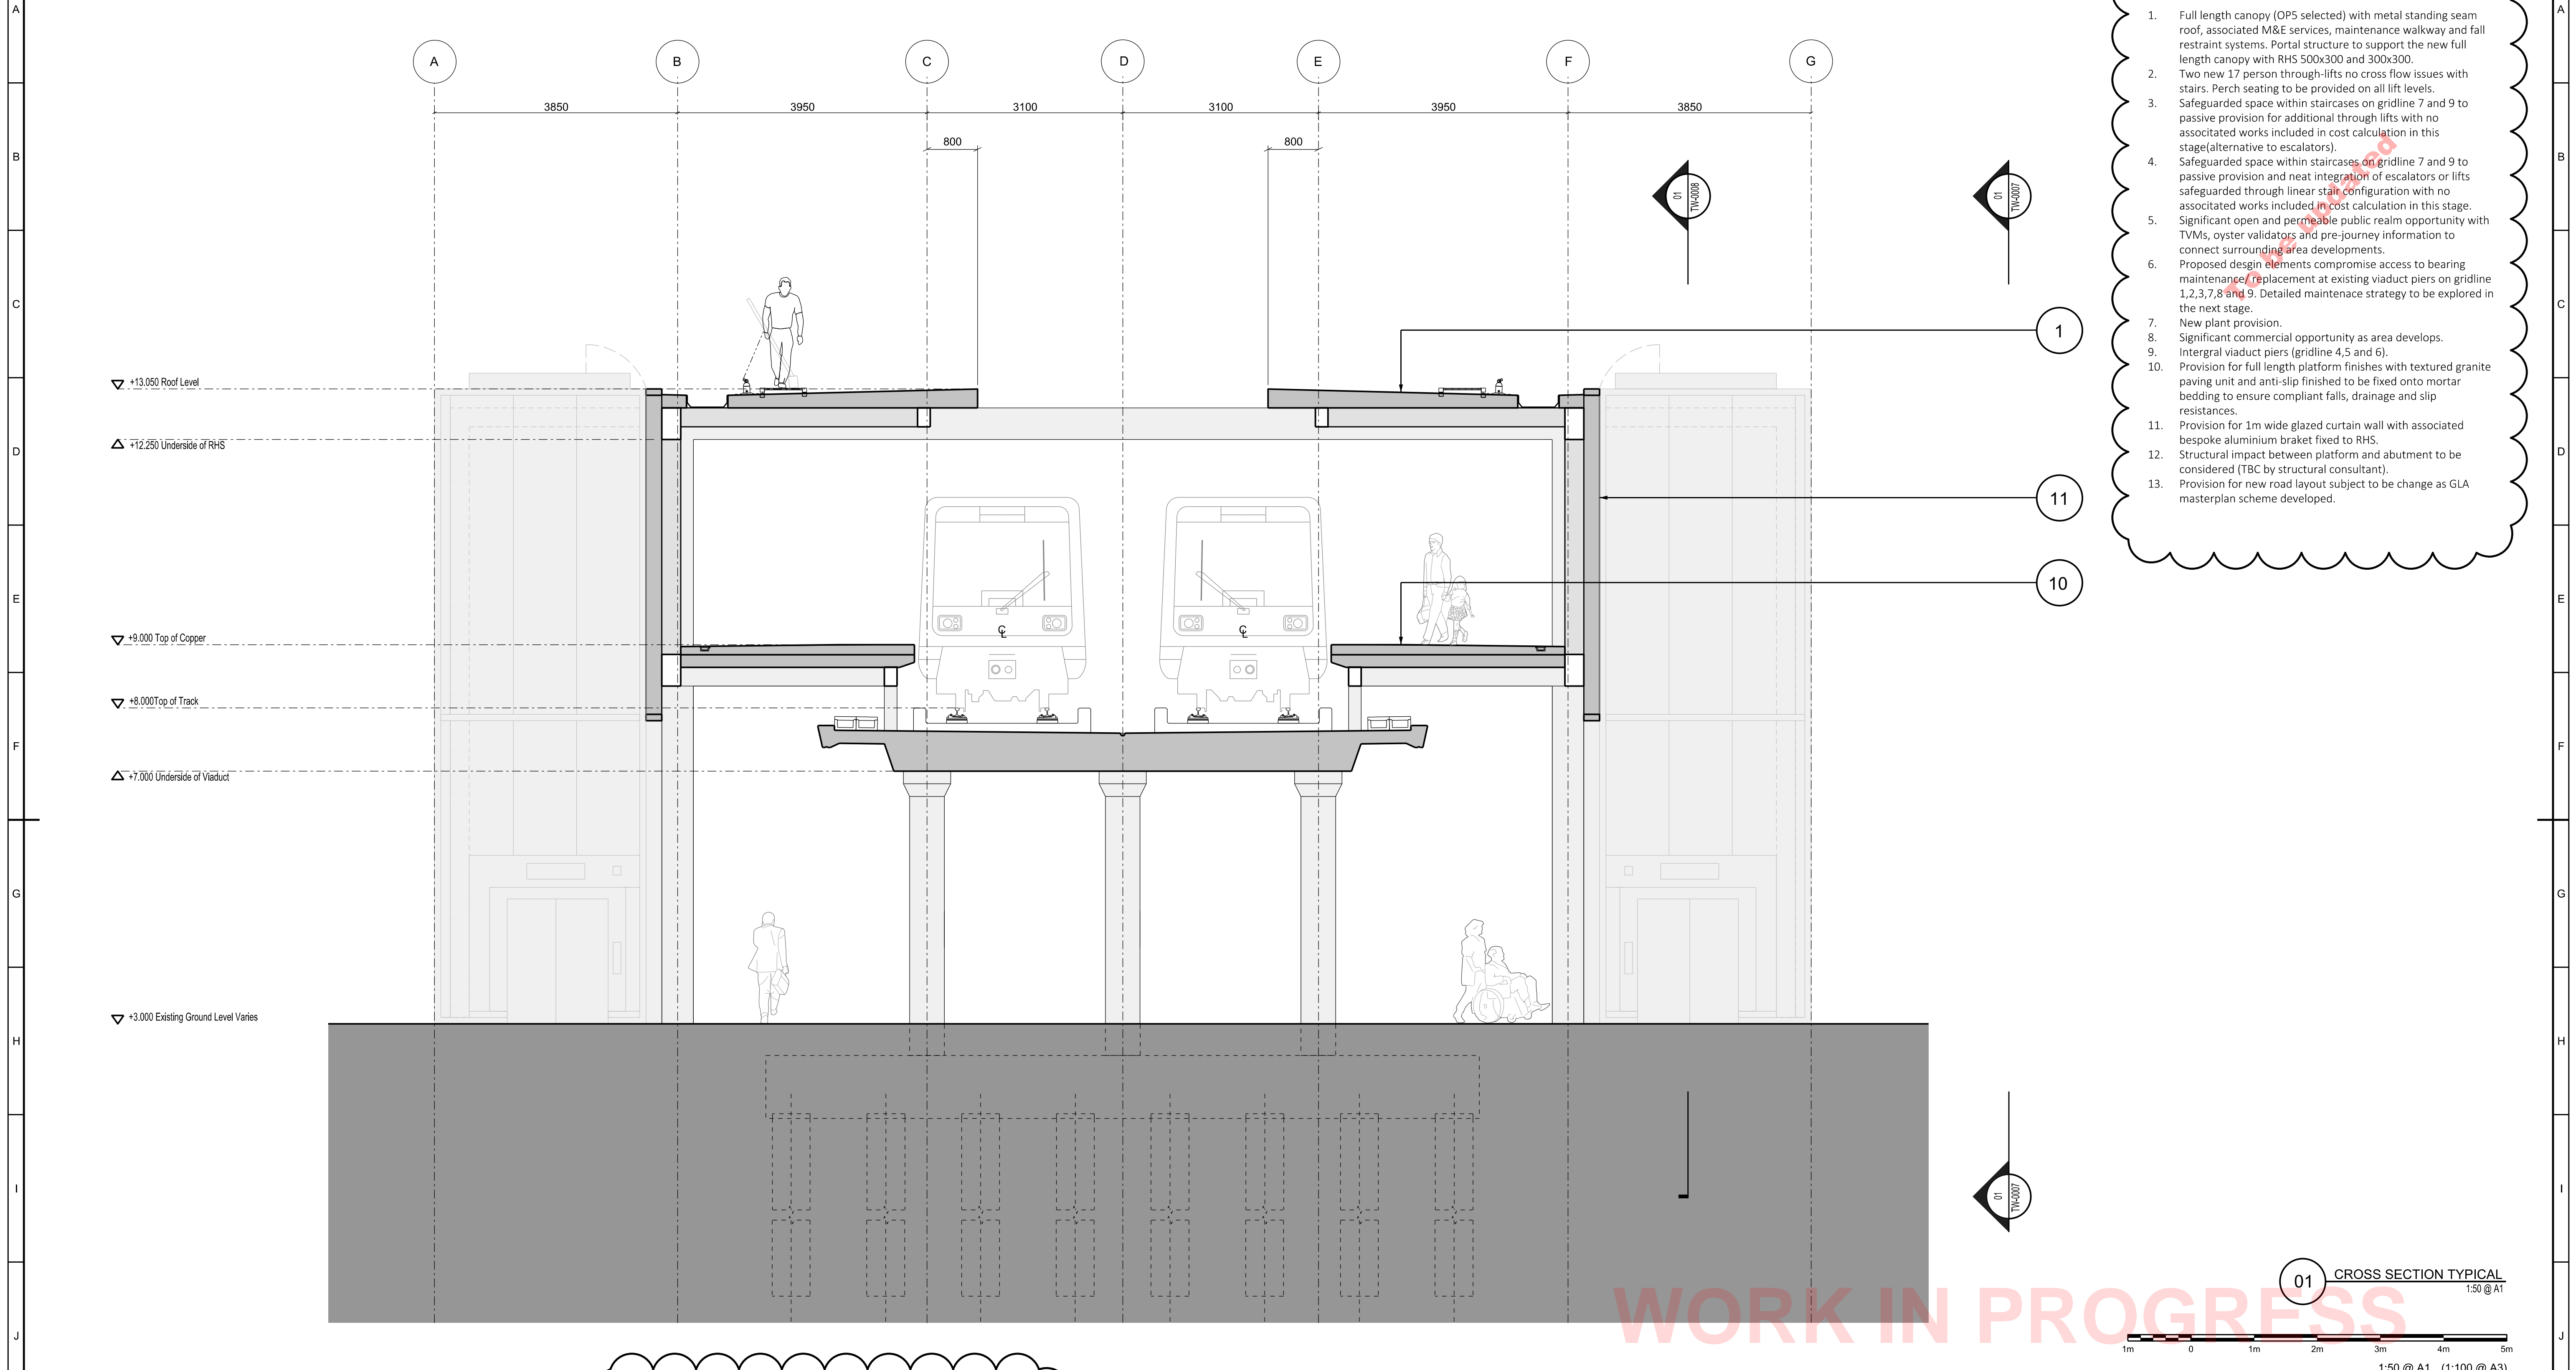 A
A
1. Full length canopy (OP5 selected) with metal standing seam
roof, associated M&E services, maintenance walkway and fall
restraint systems. Portal structure to support the new full
length canopy with RHS 500x300 and 300x300.
2. Two new 17 person through-lifts no cross flow issues with
stairs. Perch seating to be provided on all lift levels.
3. Safeguarded space within staircases on gridline 7 and 9 to
passive provision for additional through lifts with no
associtated works included in cost calculation in this
stage(alternative to escalators).
4. Safeguarded space within staircases on gridline 7 and 9 to
passive provision and neat integration of escalators or lifts
safeguarded through linear stair configuration with no
associtated works included in cost calculation in this stage.
5. Significant open and permeable public realm opportunity with
TVMs, oyster validators and pre-journey information to
connect surrounding area developments.
6. Proposed desgin elements compromise access to bearing
maintenance/ replacement at existing viaduct piers on gridline
1,2,3,7,8 and 9. Detailed maintenace strategy to be explored in
the next stage.
7. New plant provision.
8. Significant commercial opportunity as area develops.
9. Intergral viaduct piers (gridline 4,5 and 6).
10. Provision for full length platform finishes with textured granite
paving unit and anti-slip finished to be fixed onto mortar
bedding to ensure compliant falls, drainage and slip
resistances.
11. Provision for 1m wide glazed curtain wall with associated
bespoke aluminium braket fixed to RHS.
12. Structural impact between platform and abutment to be
considered (TBC by structural consultant).
13. Provision for new road layout subject to be change as GLA
masterplan scheme developed.
To be updated
A B C D E F G
3850 3950 3100 3100 3950 3850
800 800
B
B
01 TW-0008
01 TW-0007
C
C
1
+13.050 Roof Level
+12.250 Underside of RHS
D
D
11
10
E
E
C L
C L
+9.000 Top of Copper
+8.000Top of Track
F
F
+7.000 Underside of Viaduct
G
G
+3.000 Existing Ground Level Varies
H
H
I
I
01 TW-0007
01 CROSS SECTION TYPICAL
1:50 @ A1
WORK IN PROGRESS
J
J
1m 0 1m 2m 3m 4m 5m
1:50 @ A1 (1:100 @ A3)